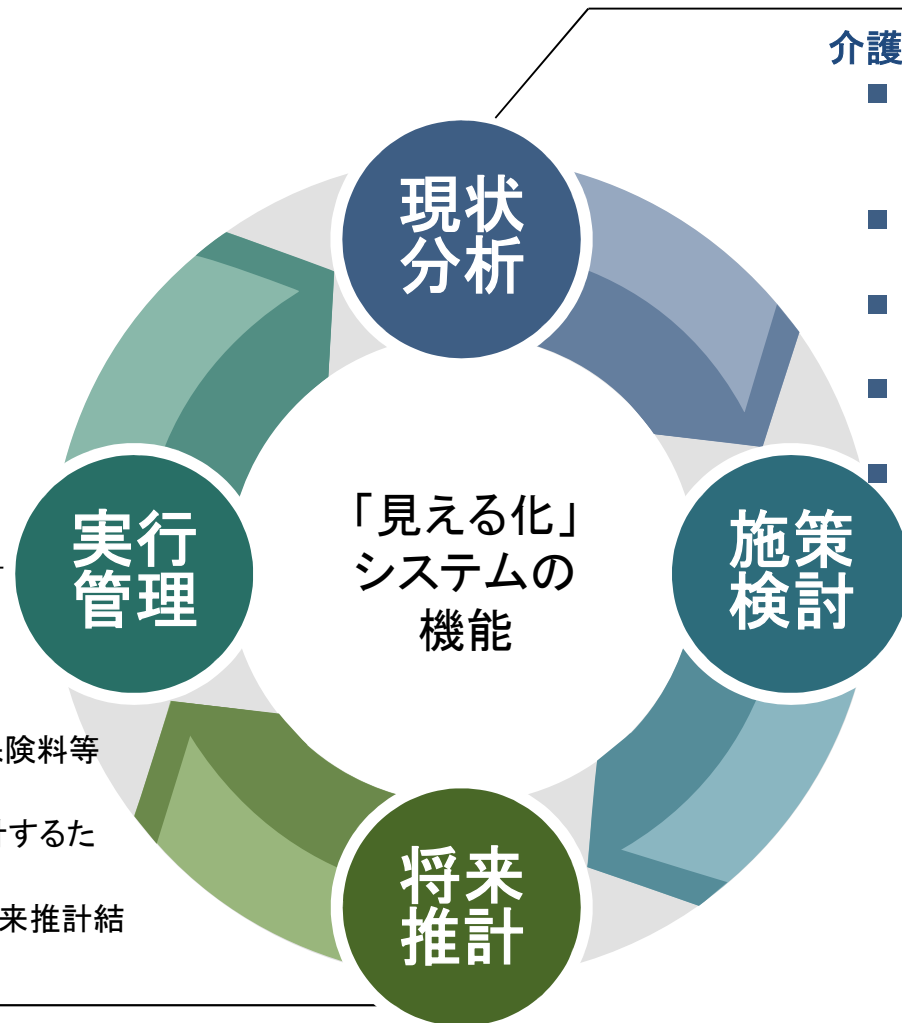 介護
現状
分析
「見える化」
システムの
機能
実行
管理
施策
検討
険料等
計するた
来推計結
将来
推計